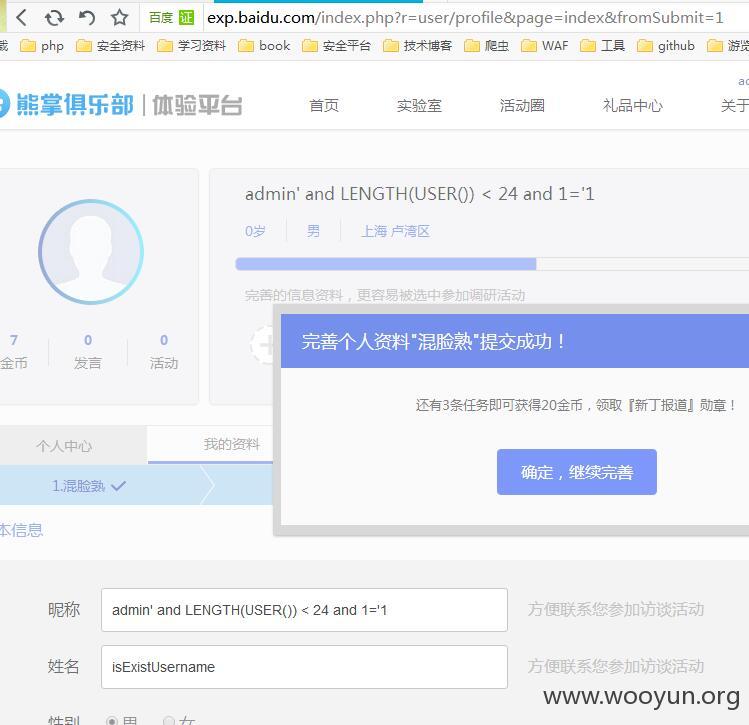 百度 证 exp.baidu.com/index.php?r=user/profile&page=index&fromSubmit=1
php 安全资料 学习资料 book 安全平台 技术博客 爬虫 WAF 工具 github 游览
熊掌俱乐部 | 体验平台 首页 实验室 活动圈 礼品中心 关于
admin' and LENGTH(USER()) < 24 and 1='1
0岁 男 上海 卢湾区
完善的信息资料，更容易被选中参加调研活动
7 0 0
金币 发言 活动
完善个人资料"混脸熟"提交成功！
还有3条任务即可获得20金币，领取『新丁报道』勋章！
确定，继续完善
个人中心 我的资料
1.混脸熟
本信息
昵称 admin' and LENGTH(USER()) < 24 and 1='1 方便联系您参加访谈活动
姓名 isExistUsername 方便联系您参加访谈活动
性别 男 女
www.wooyun.org